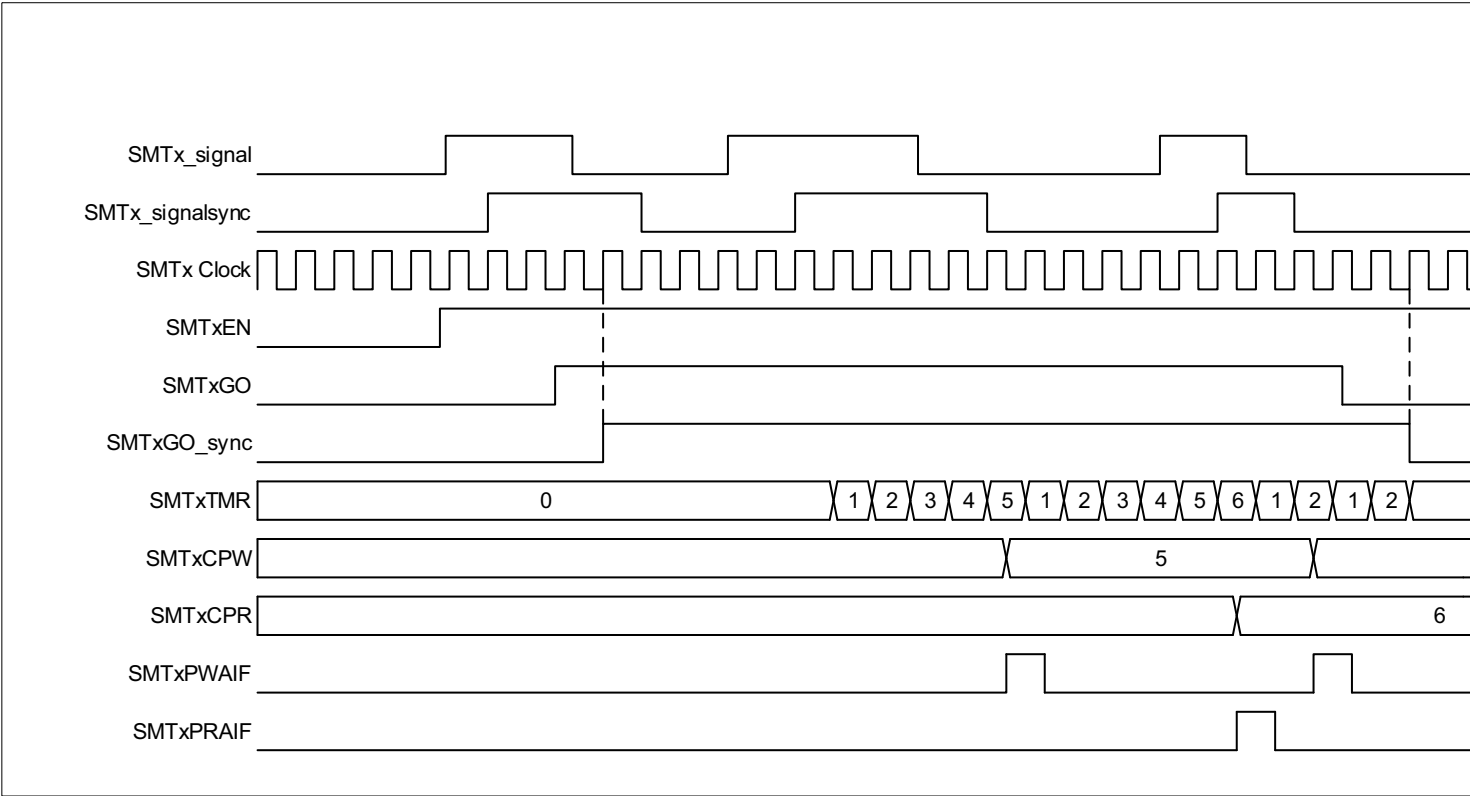 SMTx_signal
SMTx_signalsync
SMTx Clock
SMTxEN
SMTxGO
SMTxGO_sync
SMTxTMR 0 1 2 3 4 5 1 2 3 4 5 6 1 2 1 2
SMTxCPW 5
SMTxCPR 6
SMTxPWAIF
SMTxPRAIF